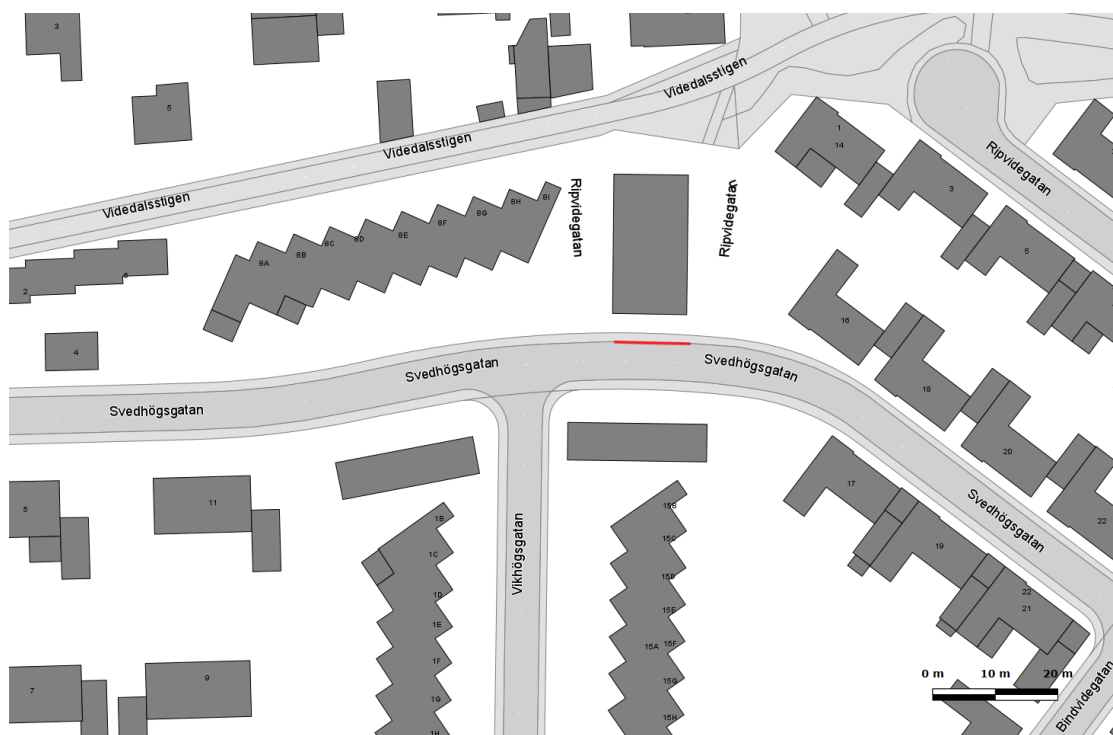 3
5
Videdalsstigen
Videdalsstigen
Videdalsstigen
1
14
3
5
Ripvidegatan
Ripvidegatan
Ripvidegatan
8A
8B
8C
8D
8E
8F
8G
8H
8I
2
6
4
16
18
20
22
Svedhögsgatan
Svedhögsgatan
Svedhögsgatan
Svedhögsgatan
Vikhögsgatan
5
11
7
9
1B
1C
1D
1E
1F
1G
1H
15B
15C
15D
15E
15A
15F
15G
15H
17
19
22
21
Bindvidegatan
0 m 10 m 20 m